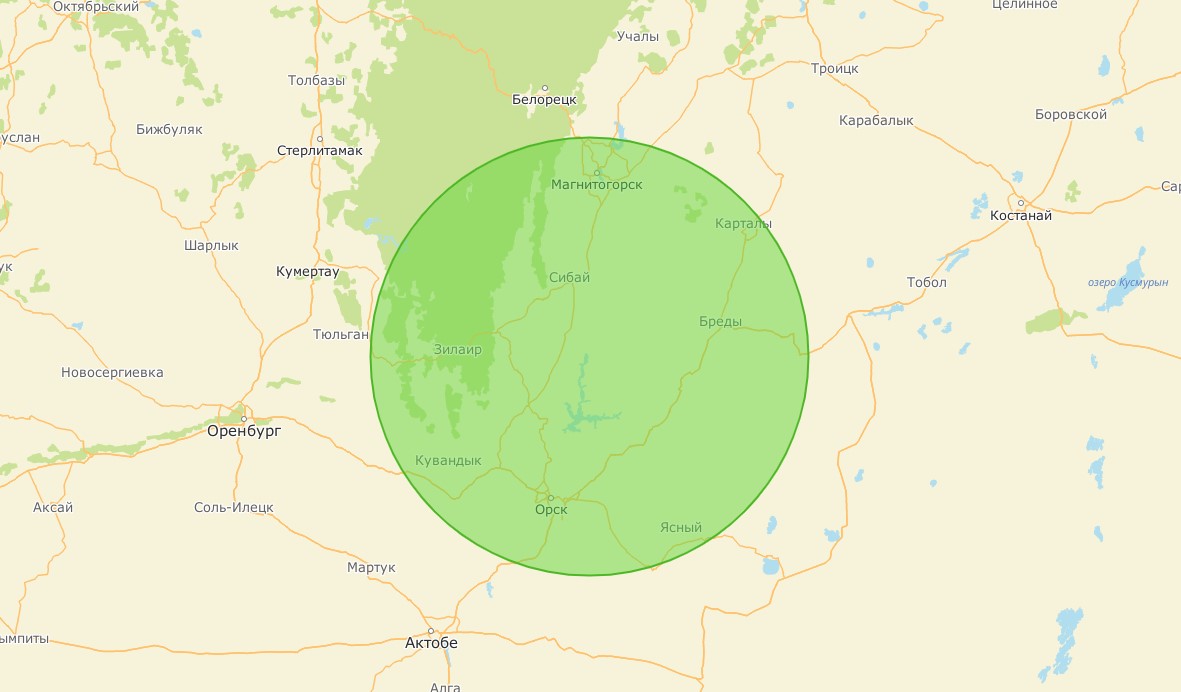 Октябрьский
Целинное
Учалы
Троицк
Толбазы
Белорецк
Боровской
Карабалык
Бижбуляк
услан
Стерлитамак
Магнитогорск
Сар
Костанай
Карталы
Шарлык
ук
Кумертау
Сибай
Тобол
озеро Кусмурын
Бреды
Тюльган
Зилаир
Новосергиевка
Оренбург
Кувандык
Аксай
Соль-Илецк
Орск
Ясный
Мартук
ымпиты
Актобе
Алга